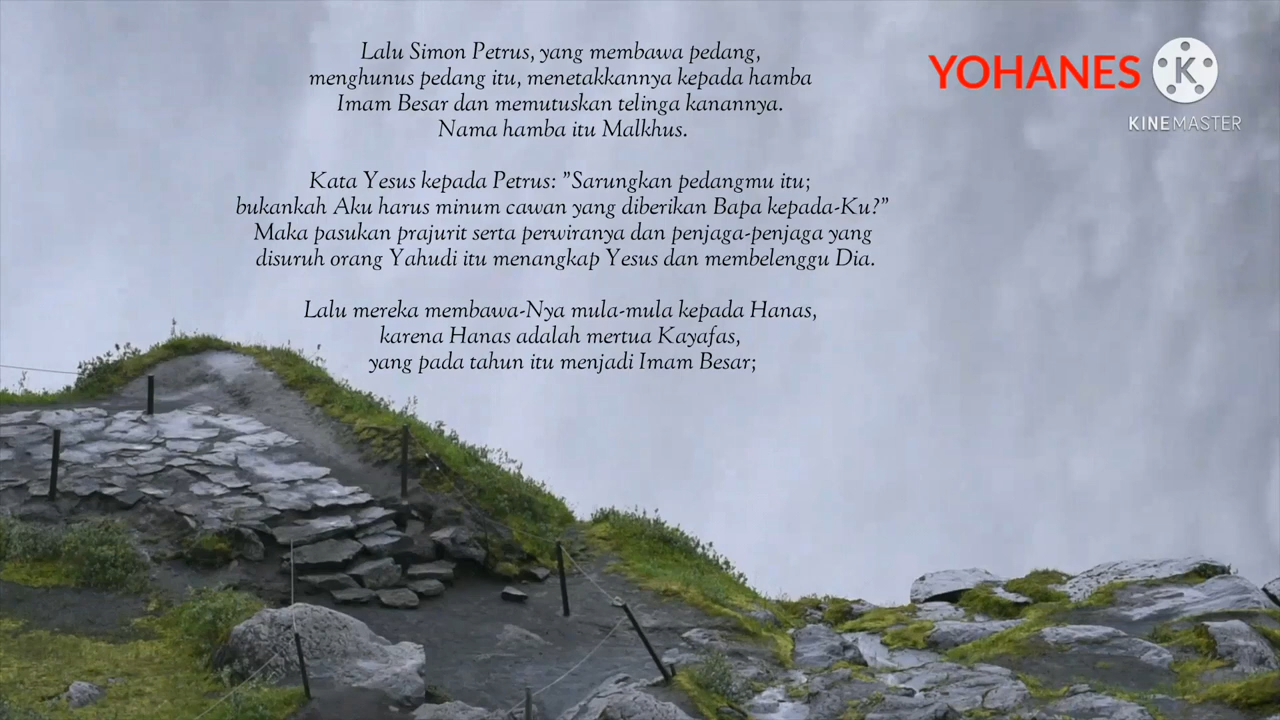 Lalu Simon Petrus, yang membawa pedang,
menghunus pedang itu, menetakkannya kepada hamba
Imam Besar dan memutuskan telinga kanannya.
Nama hamba itu Malkhus.
Kata Yesus kepada Petrus: ”Sarungkan pedangmu itu;
bukankah Aku harus minum cawan yang diberikan Bapa kepada-Ku?”
Maka pasukan prajurit serta perwiranya dan penjaga-penjaga yang
disuruh orang Yahudi itu menangkap Yesus dan membelenggu Dia.
Lalu mereka membawa-Nya mula-mula kepada Hanas,
karena Hanas adalah mertua Kayafas,
yang pada tahun itu menjadi Imam Besar;
YOHANES
K
KINEMASTER